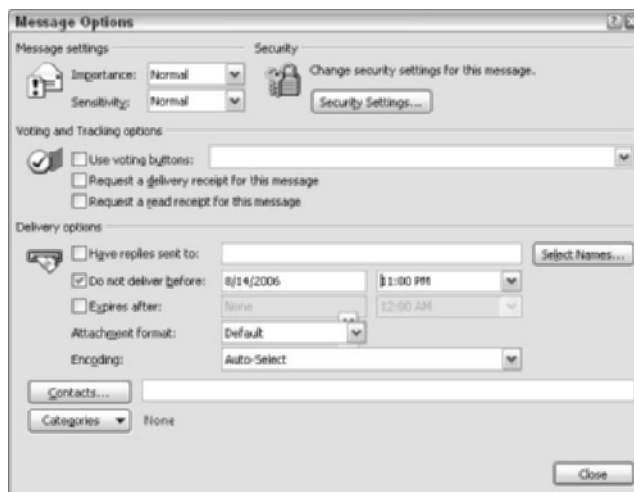 Message Options
Message settings Security
Importance: Normal Change security settings for this message.
Sensitivity: Normal Security Settings...
Voting and Tracking options
Use voting buttons:
Request a delivery receipt for this message
Request a read receipt for this message
Delivery options
Have replies sent to: Select Names...
Do not deliver before: 8/14/2006 11:00 PM
Expires after: None 12:00 AM
Attachment format: Default
Encoding: Auto-Select
Contacts...
Categories None
Close